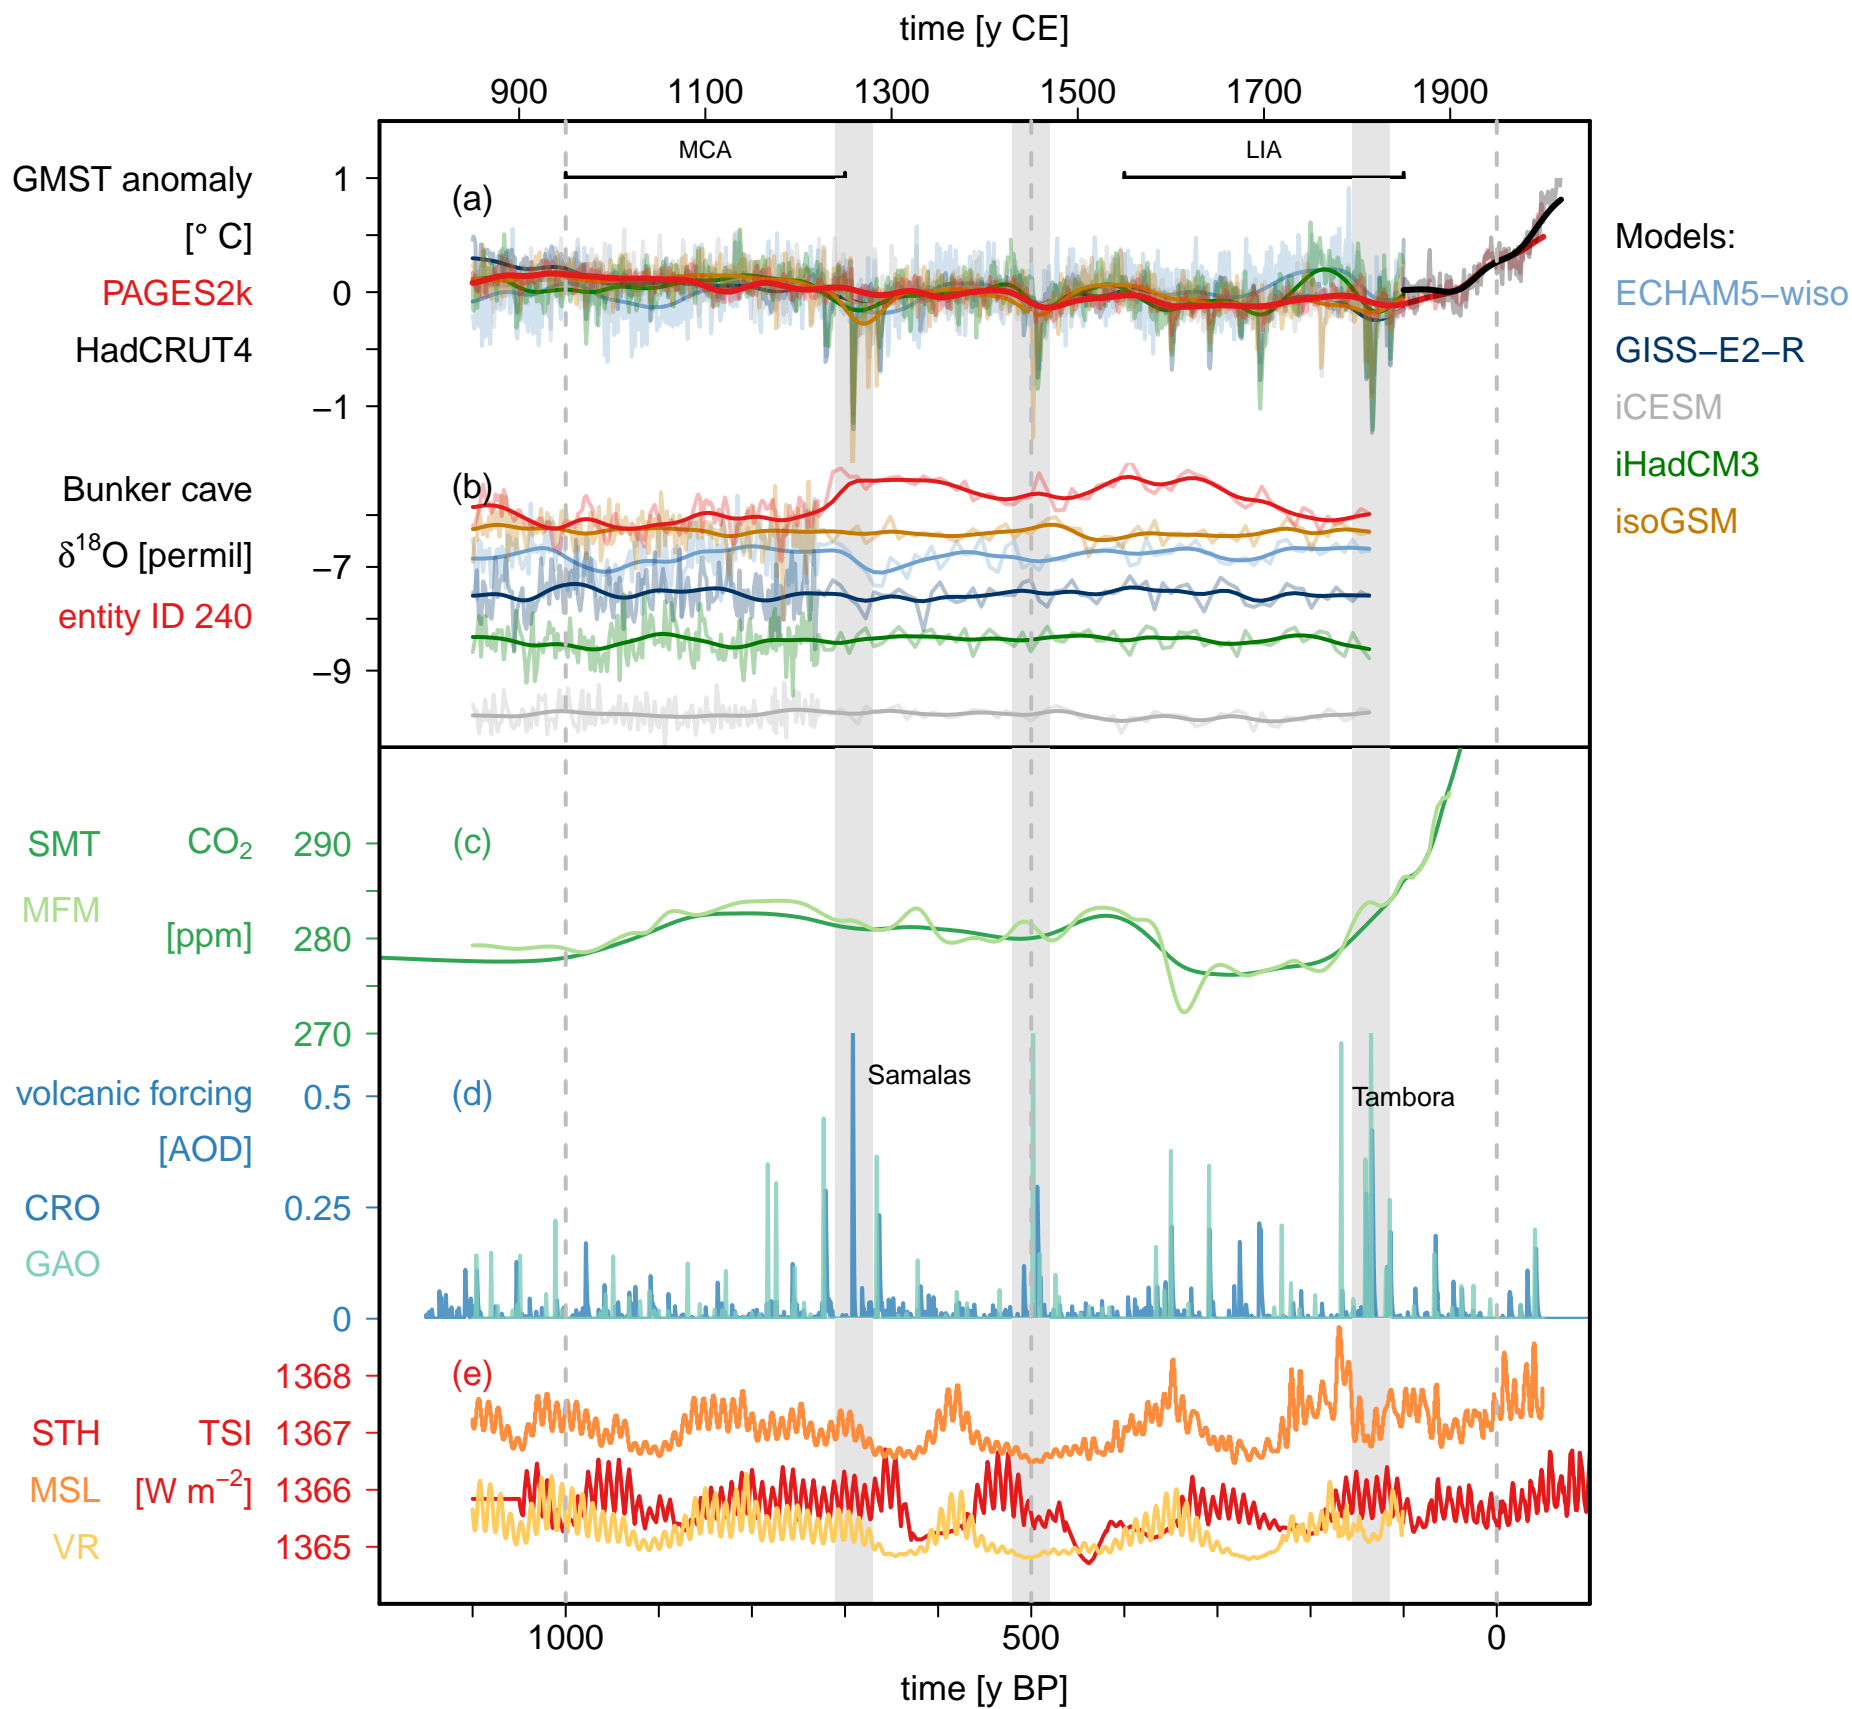 time [y CE]
900 1100 1300 1500 1700 1900
MCA LIA
GMST anomaly 1 (a)
[° C] Models:
PAGES2k 0 ECHAM5−wiso
HadCRUT4 GISS−E2−R
−1 iCESM
iHadCM3
Bunker cave (b)
isoGSM
δ18O [permil] −7
entity ID 240
−9
SMT CO2 290 (c)
MFM
[ppm] 280
270
Samalas
volcanic forcing 0.5 (d) Tambora
[AOD]
CRO 0.25
GAO
0
1368 (e)
STH TSI 1367
MSL [W m−2] 1366
VR 1365
1000 500 0
time [y BP]